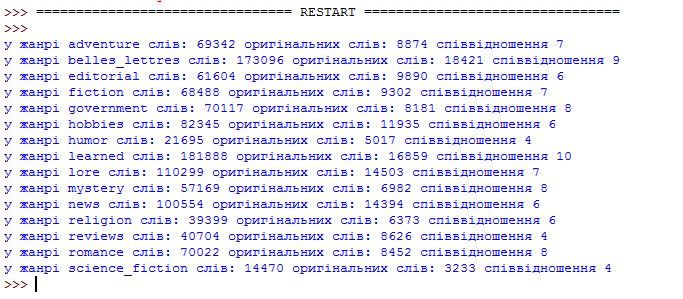 >>> ================================ RESTART ================================
>>>
у жанрі adventure слів: 69342 оригінальних слів: 8874 співвідношення 7
у жанрі belles_lettres слів: 173096 оригінальних слів: 18421 співвідношення 9
у жанрі editorial слів: 61604 оригінальних слів: 9890 співвідношення 6
у жанрі fiction слів: 68488 оригінальних слів: 9302 співвідношення 7
у жанрі government слів: 70117 оригінальних слів: 8181 співвідношення 8
у жанрі hobbies слів: 82345 оригінальних слів: 11935 співвідношення 6
у жанрі humor слів: 21695 оригінальних слів: 5017 співвідношення 4
у жанрі learned слів: 181888 оригінальних слів: 16859 співвідношення 10
у жанрі lore слів: 110299 оригінальних слів: 14503 співвідношення 7
у жанрі mystery слів: 57169 оригінальних слів: 6982 співвідношення 8
у жанрі news слів: 100554 оригінальних слів: 14394 співвідношення 6
у жанрі religion слів: 39399 оригінальних слів: 6373 співвідношення 6
у жанрі reviews слів: 40704 оригінальних слів: 8626 співвідношення 4
у жанрі romance слів: 70022 оригінальних слів: 8452 співвідношення 8
у жанрі science_fiction слів: 14470 оригінальних слів: 3233 співвідношення 4
>>>